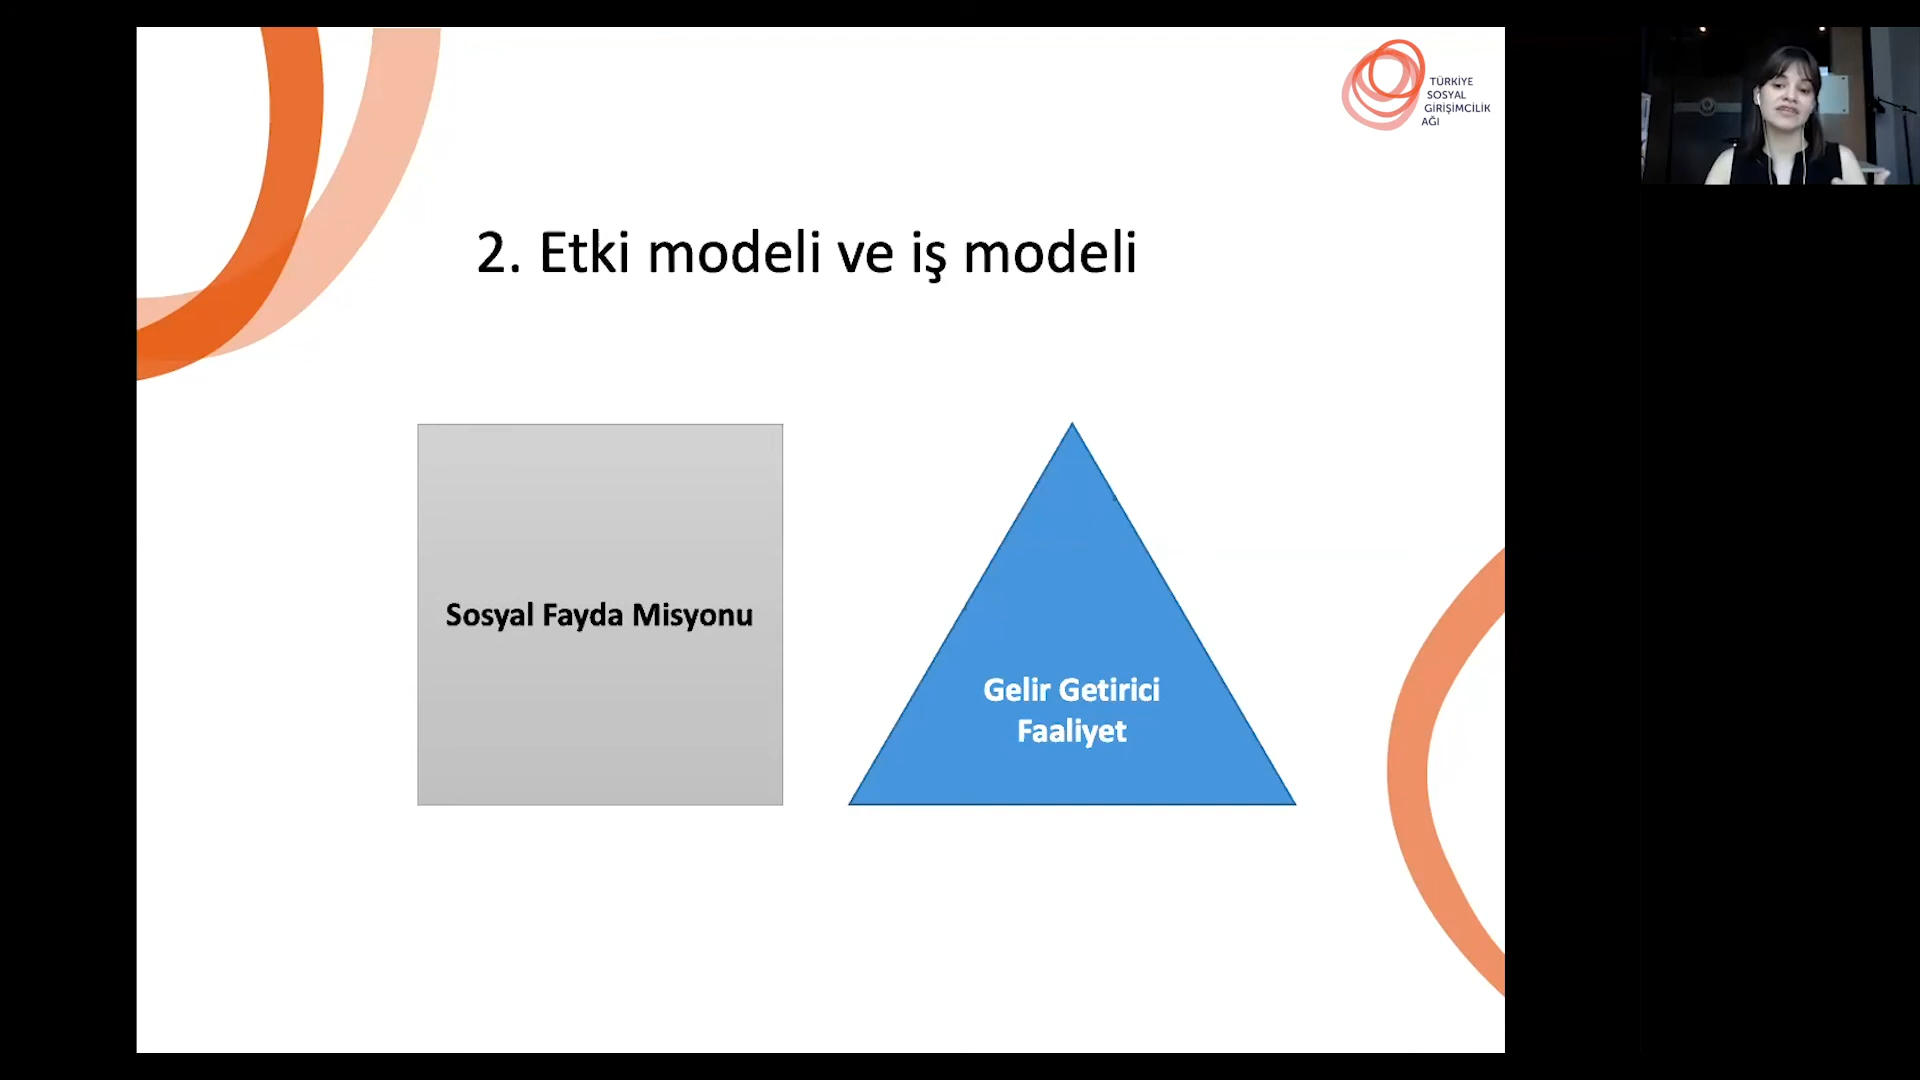 TÜRKİYE
SOSYAL
GİRİŞİMCİLİK
AĞI
2. Etki modeli ve iş modeli
Sosyal Fayda Misyonu
Gelir Getirici
Faaliyet